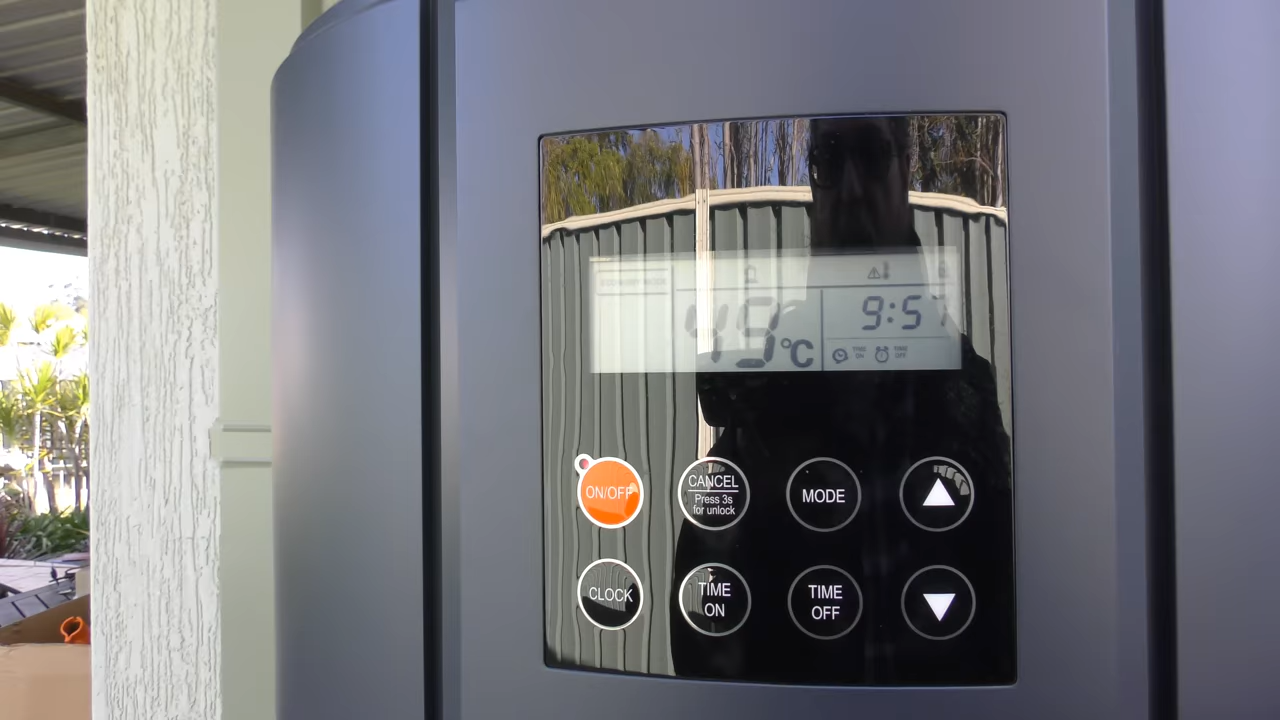 49°C
9:57
TIME
ON
TIME
OFF
ON/OFF
CANCEL
Press 3s
for unlock
MODE
CLOCK
TIME
ON
TIME
OFF